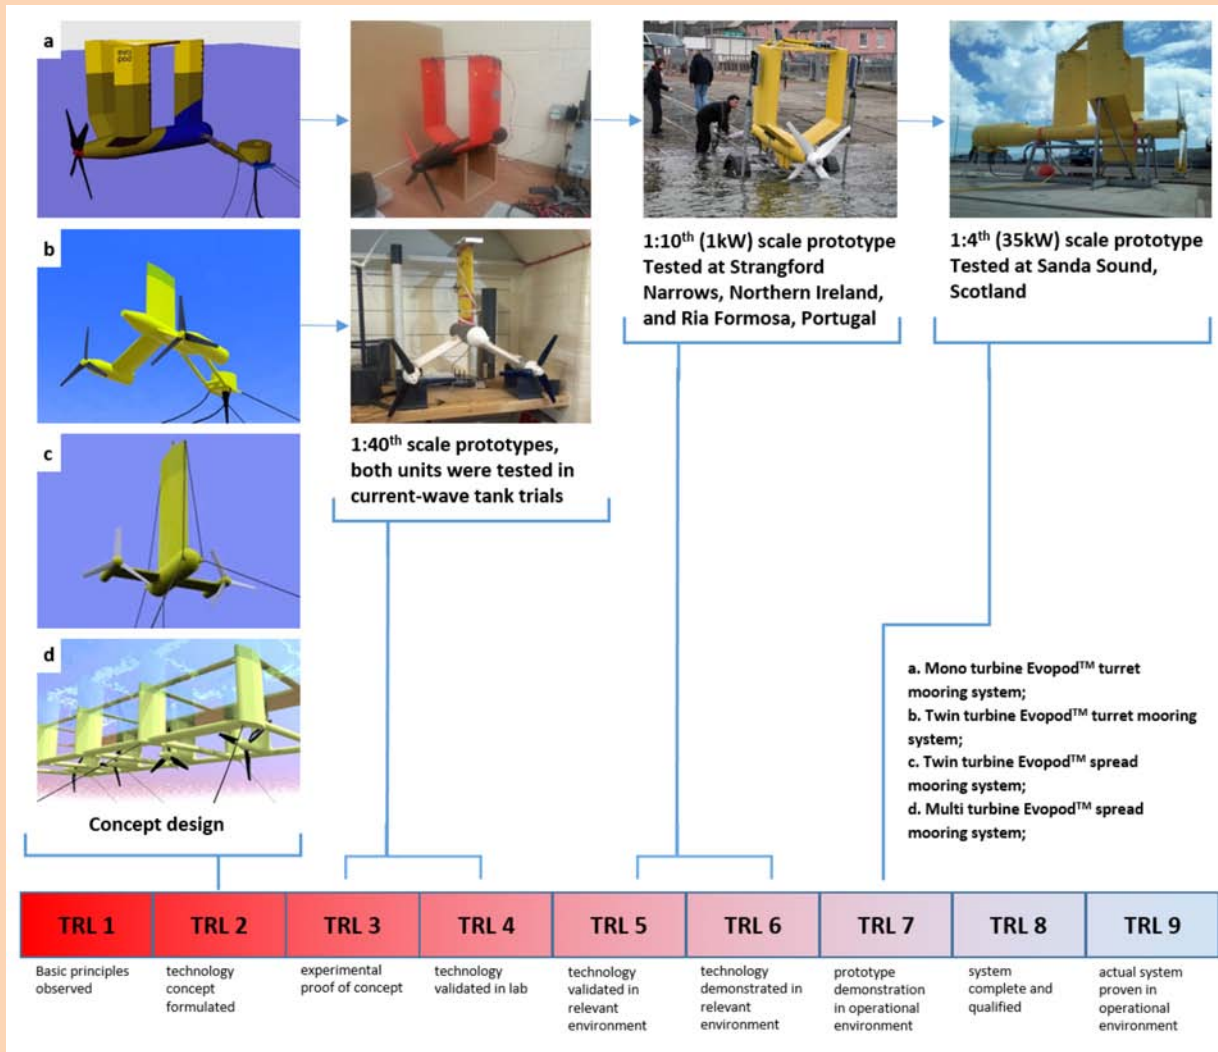 a
evo
pod
b
c
d
1:10th (1kW) scale prototype
Tested at Strangford
Narrows, Northern Ireland,
and Ria Formosa, Portugal
1:4th (35kW) scale prototype
Tested at Sanda Sound,
Scotland
1:40th scale prototypes,
both units were tested in
current-wave tank trials
Concept design
a. Mono turbine Evopod™ turret
mooring system;
b. Twin turbine Evopod™ turret mooring
system;
c. Twin turbine Evopod™ spread
mooring system;
d. Multi turbine Evopod™ spread
mooring system;
TRL 1
TRL 2
TRL 3
TRL 4
TRL 5
TRL 6
TRL 7
TRL 8
TRL 9
Basic principles
observed
technology
concept
formulated
experimental
proof of concept
technology
validated in lab
technology
validated in
relevant
environment
technology
demonstrated in
relevant
environment
prototype
demonstration
in operational
environment
system
complete and
qualified
actual system
proven in
operational
environment